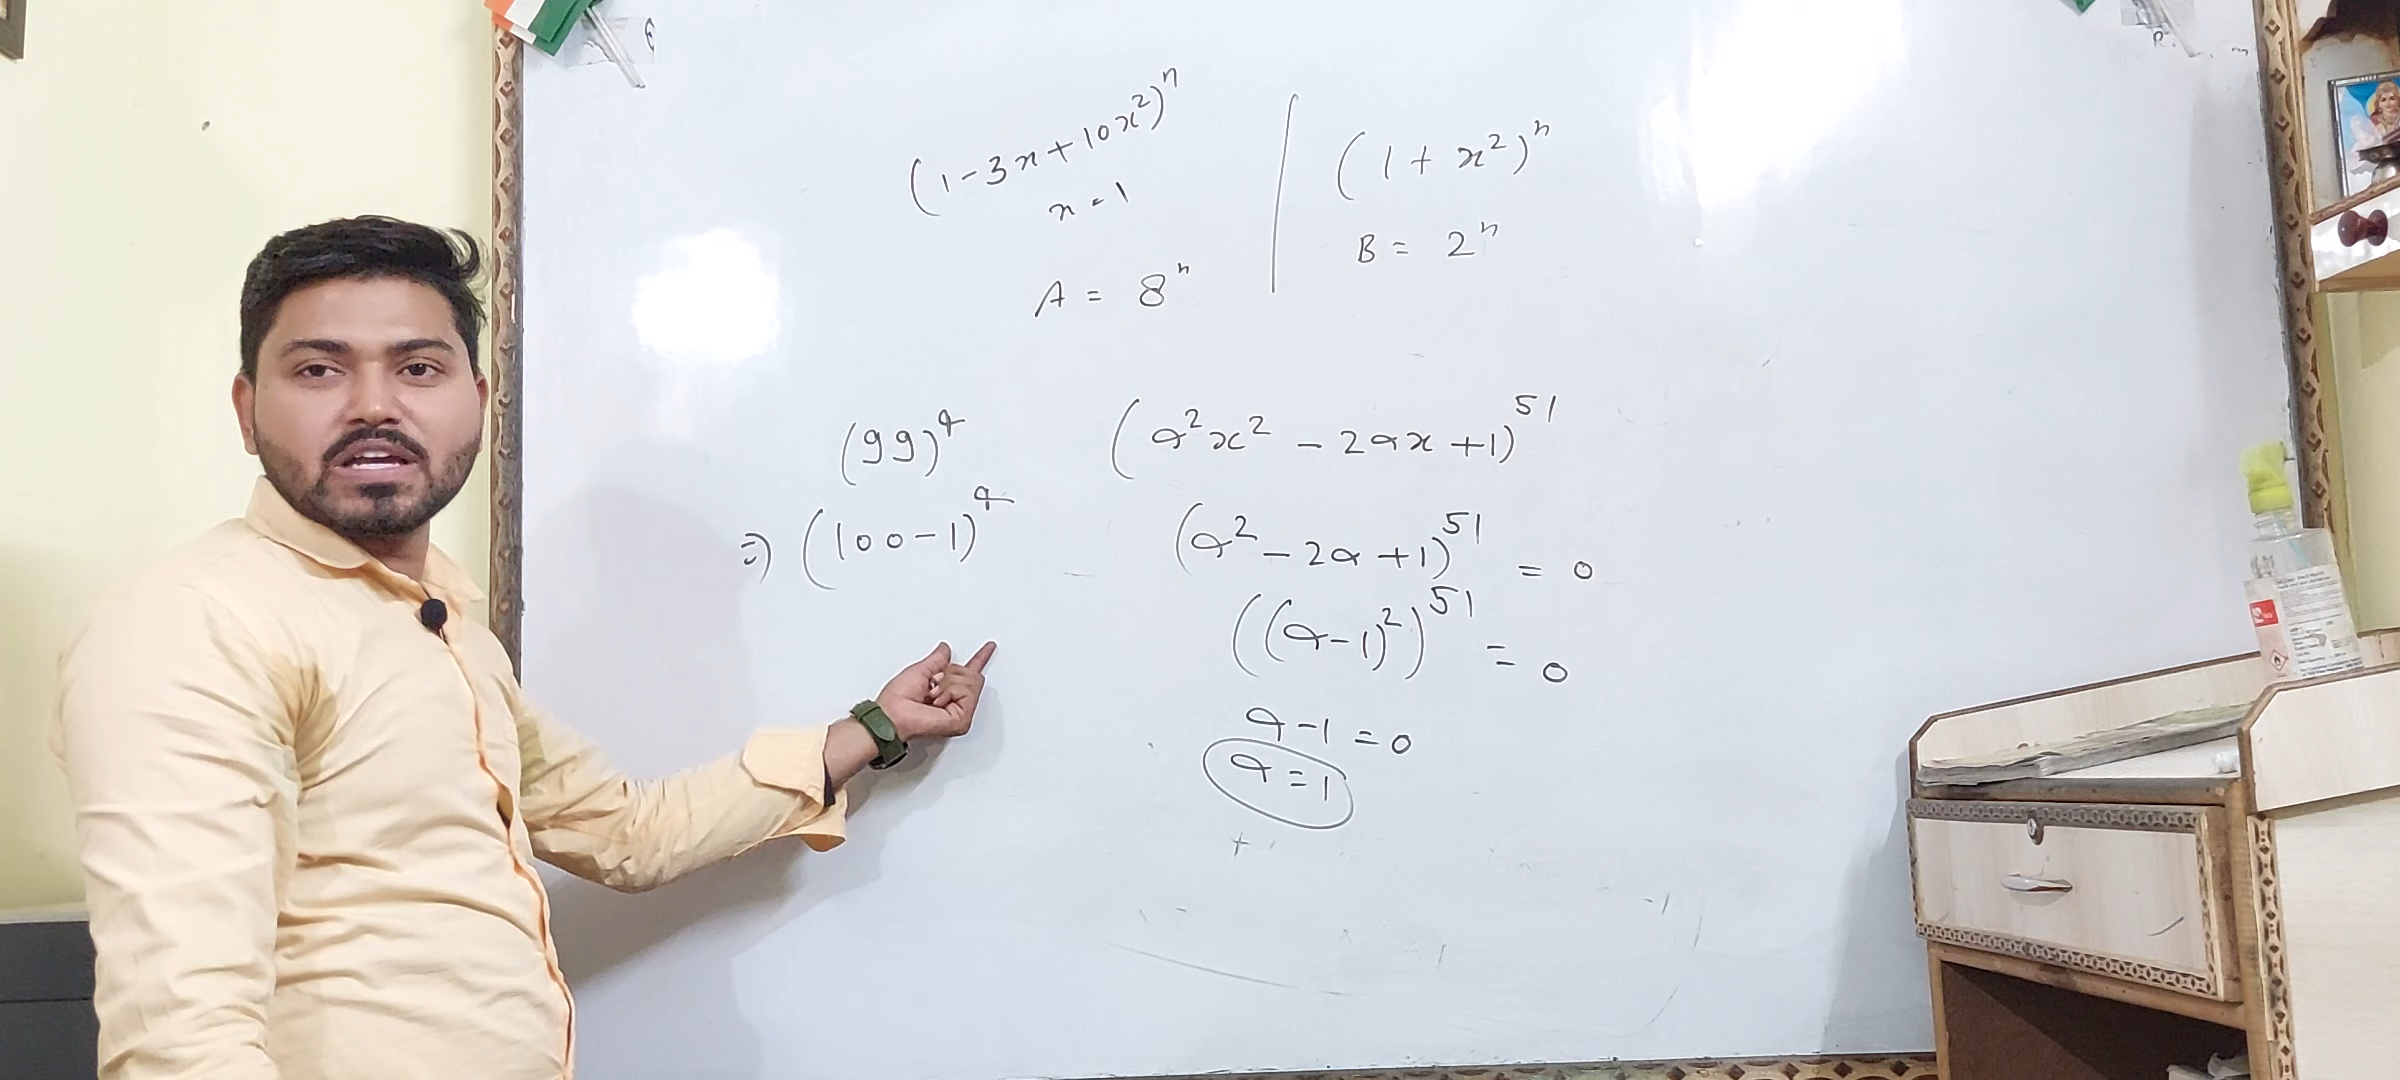 (1-3x+10x²)ⁿ
x=1
A = 8ⁿ
(1+x²)ⁿ
B = 2ⁿ
(99)⁴
⇒ (100-1)⁴
(a²x² - 2ax +1)⁵¹
(a² - 2a +1)⁵¹ = 0
((a-1)²)⁵¹ = 0
a-1 = 0
a = 1